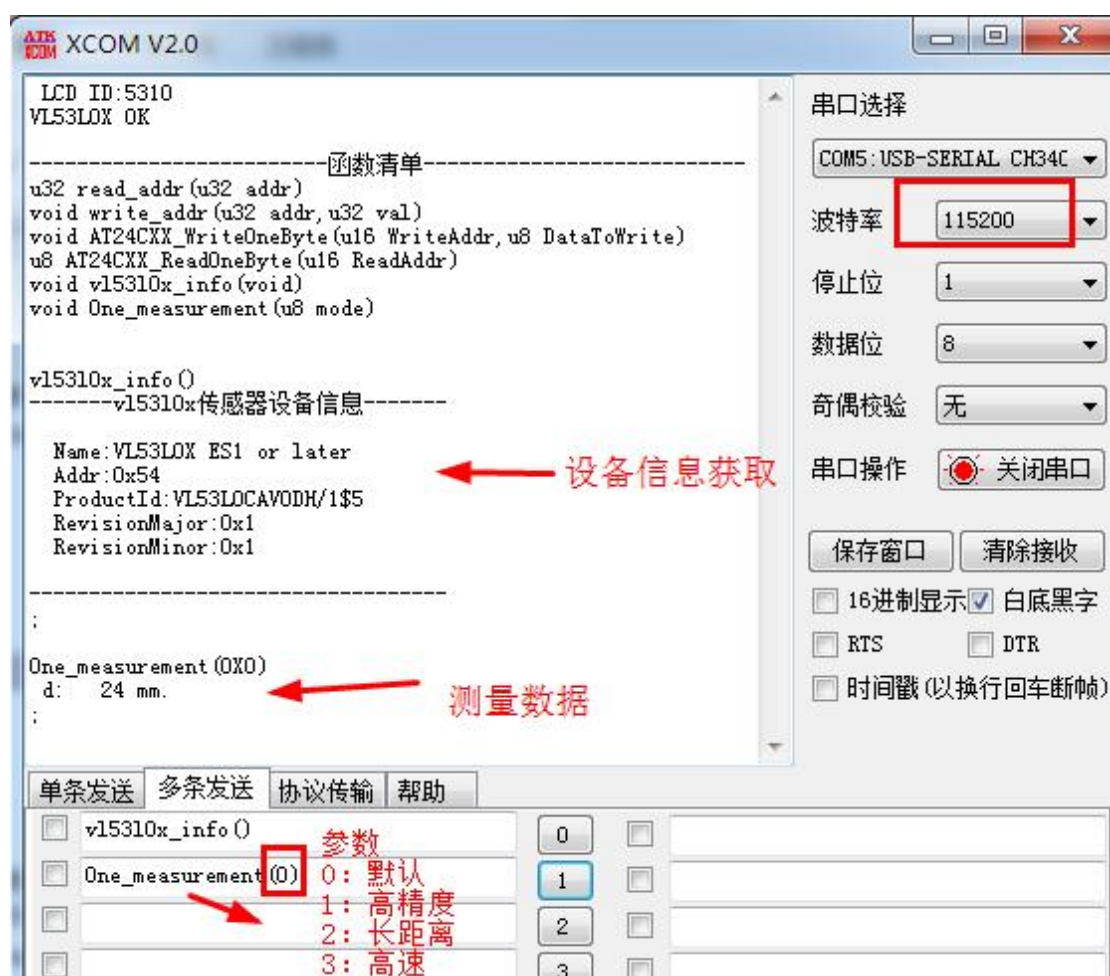 ATK
XCOM
XCOM V2.0
LCD ID:5310
VL53L0X OK
---------------------------函数清单---------------------------
u32 read_addr(u32 addr)
void write_addr(u32 addr,u32 val)
void AT24CXX_WriteOneByte(u16 WriteAddr,u8 DataToWrite)
u8 AT24CXX_ReadOneByte(u16 ReadAddr)
void vl53l0x_info(void)
void One_measurement(u8 mode)
vl53l0x_info()
-------vl53l0x传感器设备信息-------
Name:VL53L0X ES1 or later
Addr:0x54
ProductId:VL53L0CAV0DH/1$5
RevisionMajor:0x1
RevisionMinor:0x1
-----------------------------------
;
One_measurement(0X0)
d:   24 mm.
;
设备信息获取
测量数据
串口选择
COM5:USB-SERIAL CH34C
波特率 115200
停止位 1
数据位 8
奇偶校验 无
串口操作 关闭串口
保存窗口 清除接收
16进制显示 白底黑字
RTS DTR
时间戳(以换行回车断帧)
单条发送 多条发送 协议传输 帮助
vl53l0x_info() 0
One_measurement(0) 1
2
3
参数
0：默认
1：高精度
2：长距离
3：高速